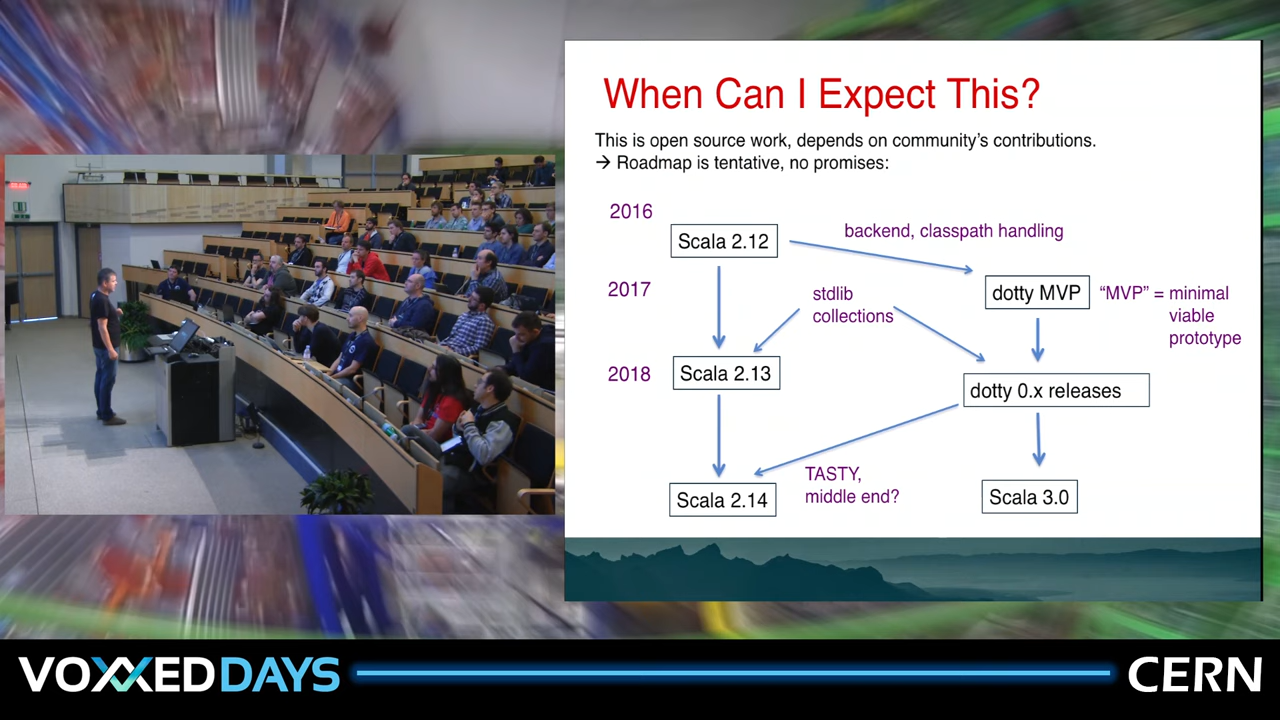 When Can I Expect This?
This is open source work, depends on community's contributions.
→ Roadmap is tentative, no promises:
2016
Scala 2.12
backend, classpath handling
2017
stdlib
collections
dotty MVP
“MVP” = minimal
viable
prototype
2018
Scala 2.13
dotty 0.x releases
TASTY,
middle end?
Scala 2.14
Scala 3.0
VOXXED DAYS
CERN